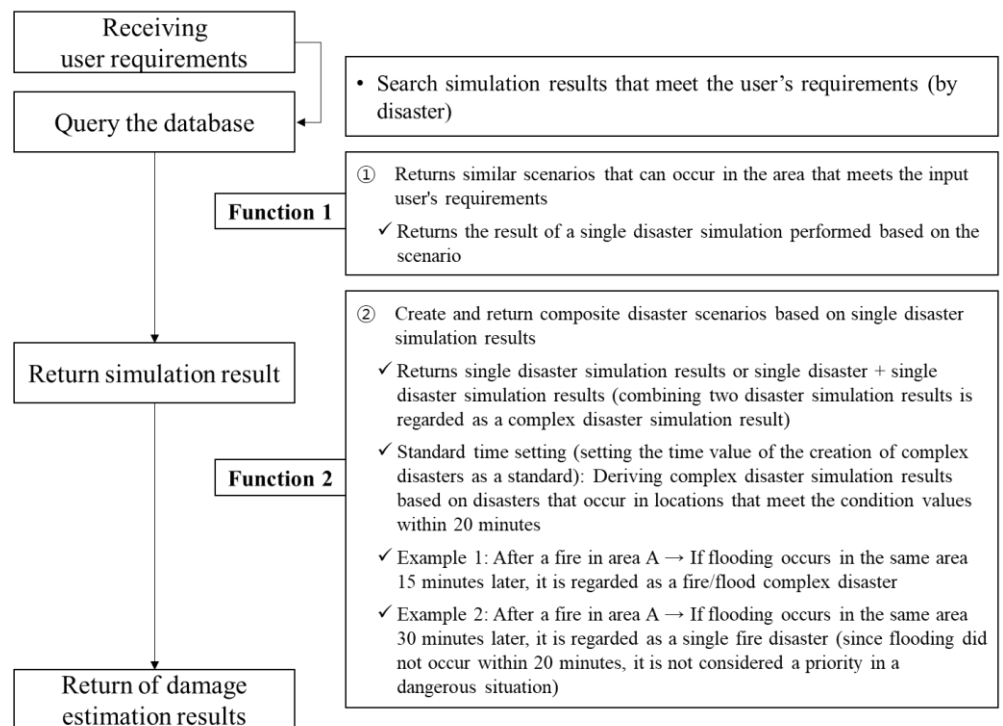 Receiving
user requirements
Query the database
• Search simulation results that meet the user's requirements (by
disaster)
Function 1
① Returns similar scenarios that can occur in the area that meets the input
user's requirements
✓ Returns the result of a single disaster simulation performed based on the
scenario
Return simulation result
Function 2
② Create and return composite disaster scenarios based on single disaster
simulation results
✓ Returns single disaster simulation results or single disaster + single
disaster simulation results (combining two disaster simulation results is
regarded as a complex disaster simulation result)
✓ Standard time setting (setting the time value of the creation of complex
disasters as a standard): Deriving complex disaster simulation results
based on disasters that occur in locations that meet the condition values
within 20 minutes
✓ Example 1: After a fire in area A → If flooding occurs in the same area
15 minutes later, it is regarded as a fire/flood complex disaster
✓ Example 2: After a fire in area A → If flooding occurs in the same area
30 minutes later, it is regarded as a single fire disaster (since flooding did
not occur within 20 minutes, it is not considered a priority in a
dangerous situation)
Return of damage
estimation results